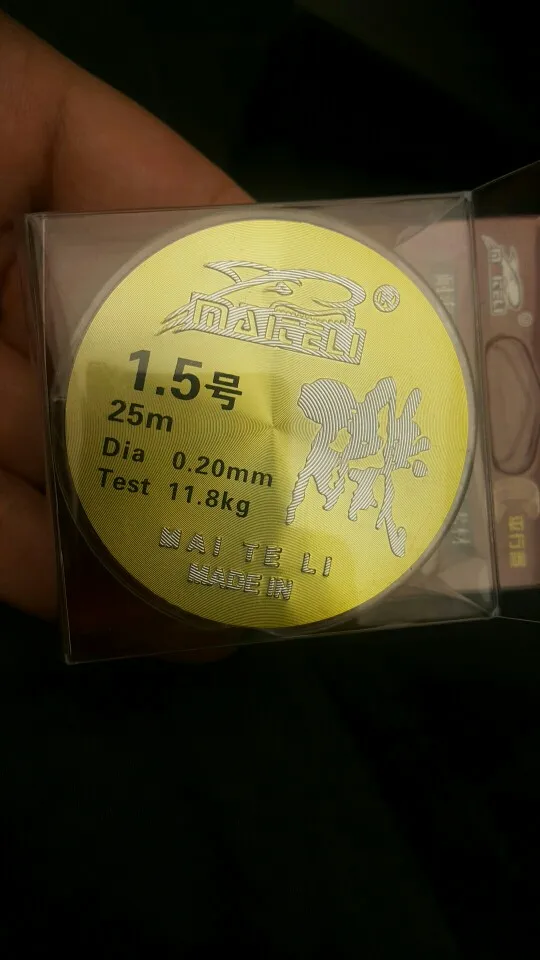 MAITELI
1.5号
25m
Dia 0.20mm
Test 11.8kg
MAI TE LI
MADE IN